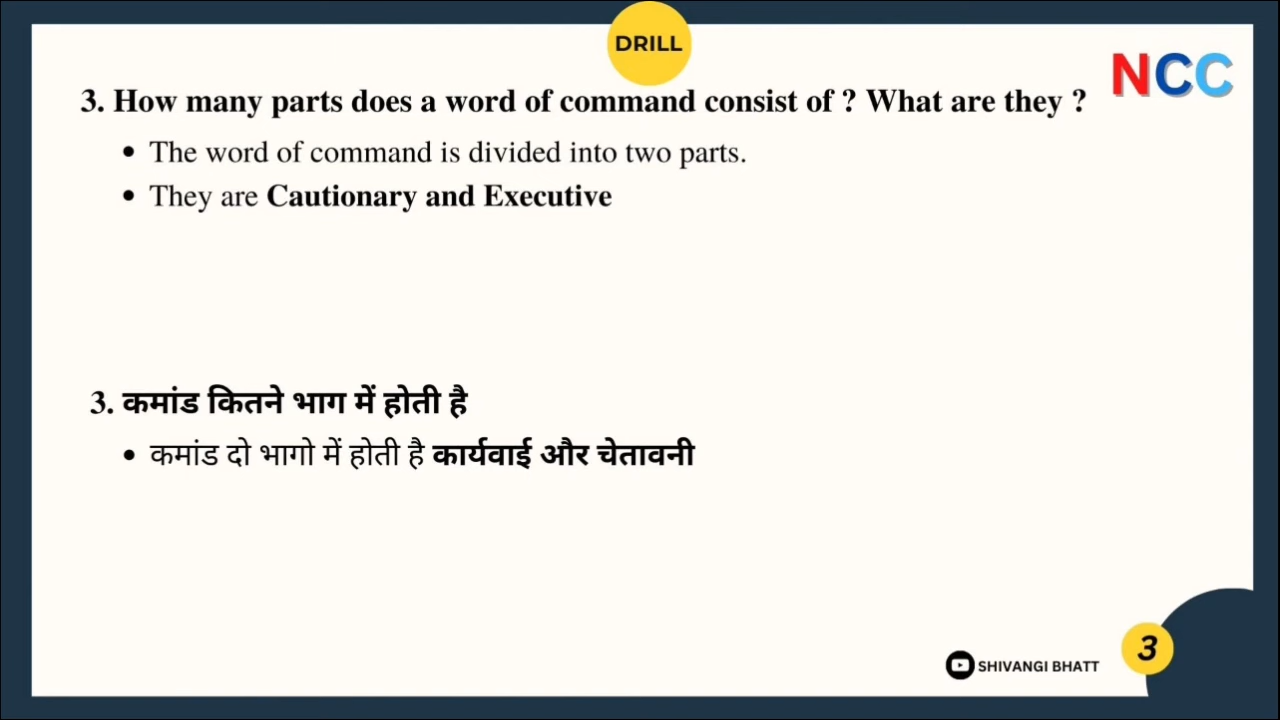 DRILL
NCC
3. How many parts does a word of command consist of ? What are they ?
• The word of command is divided into two parts.
• They are Cautionary and Executive
3. कमांड कितने भाग में होती है
• कमांड दो भागो में होती है कार्यवाई और चेतावनी
SHIVANGI BHATT
3